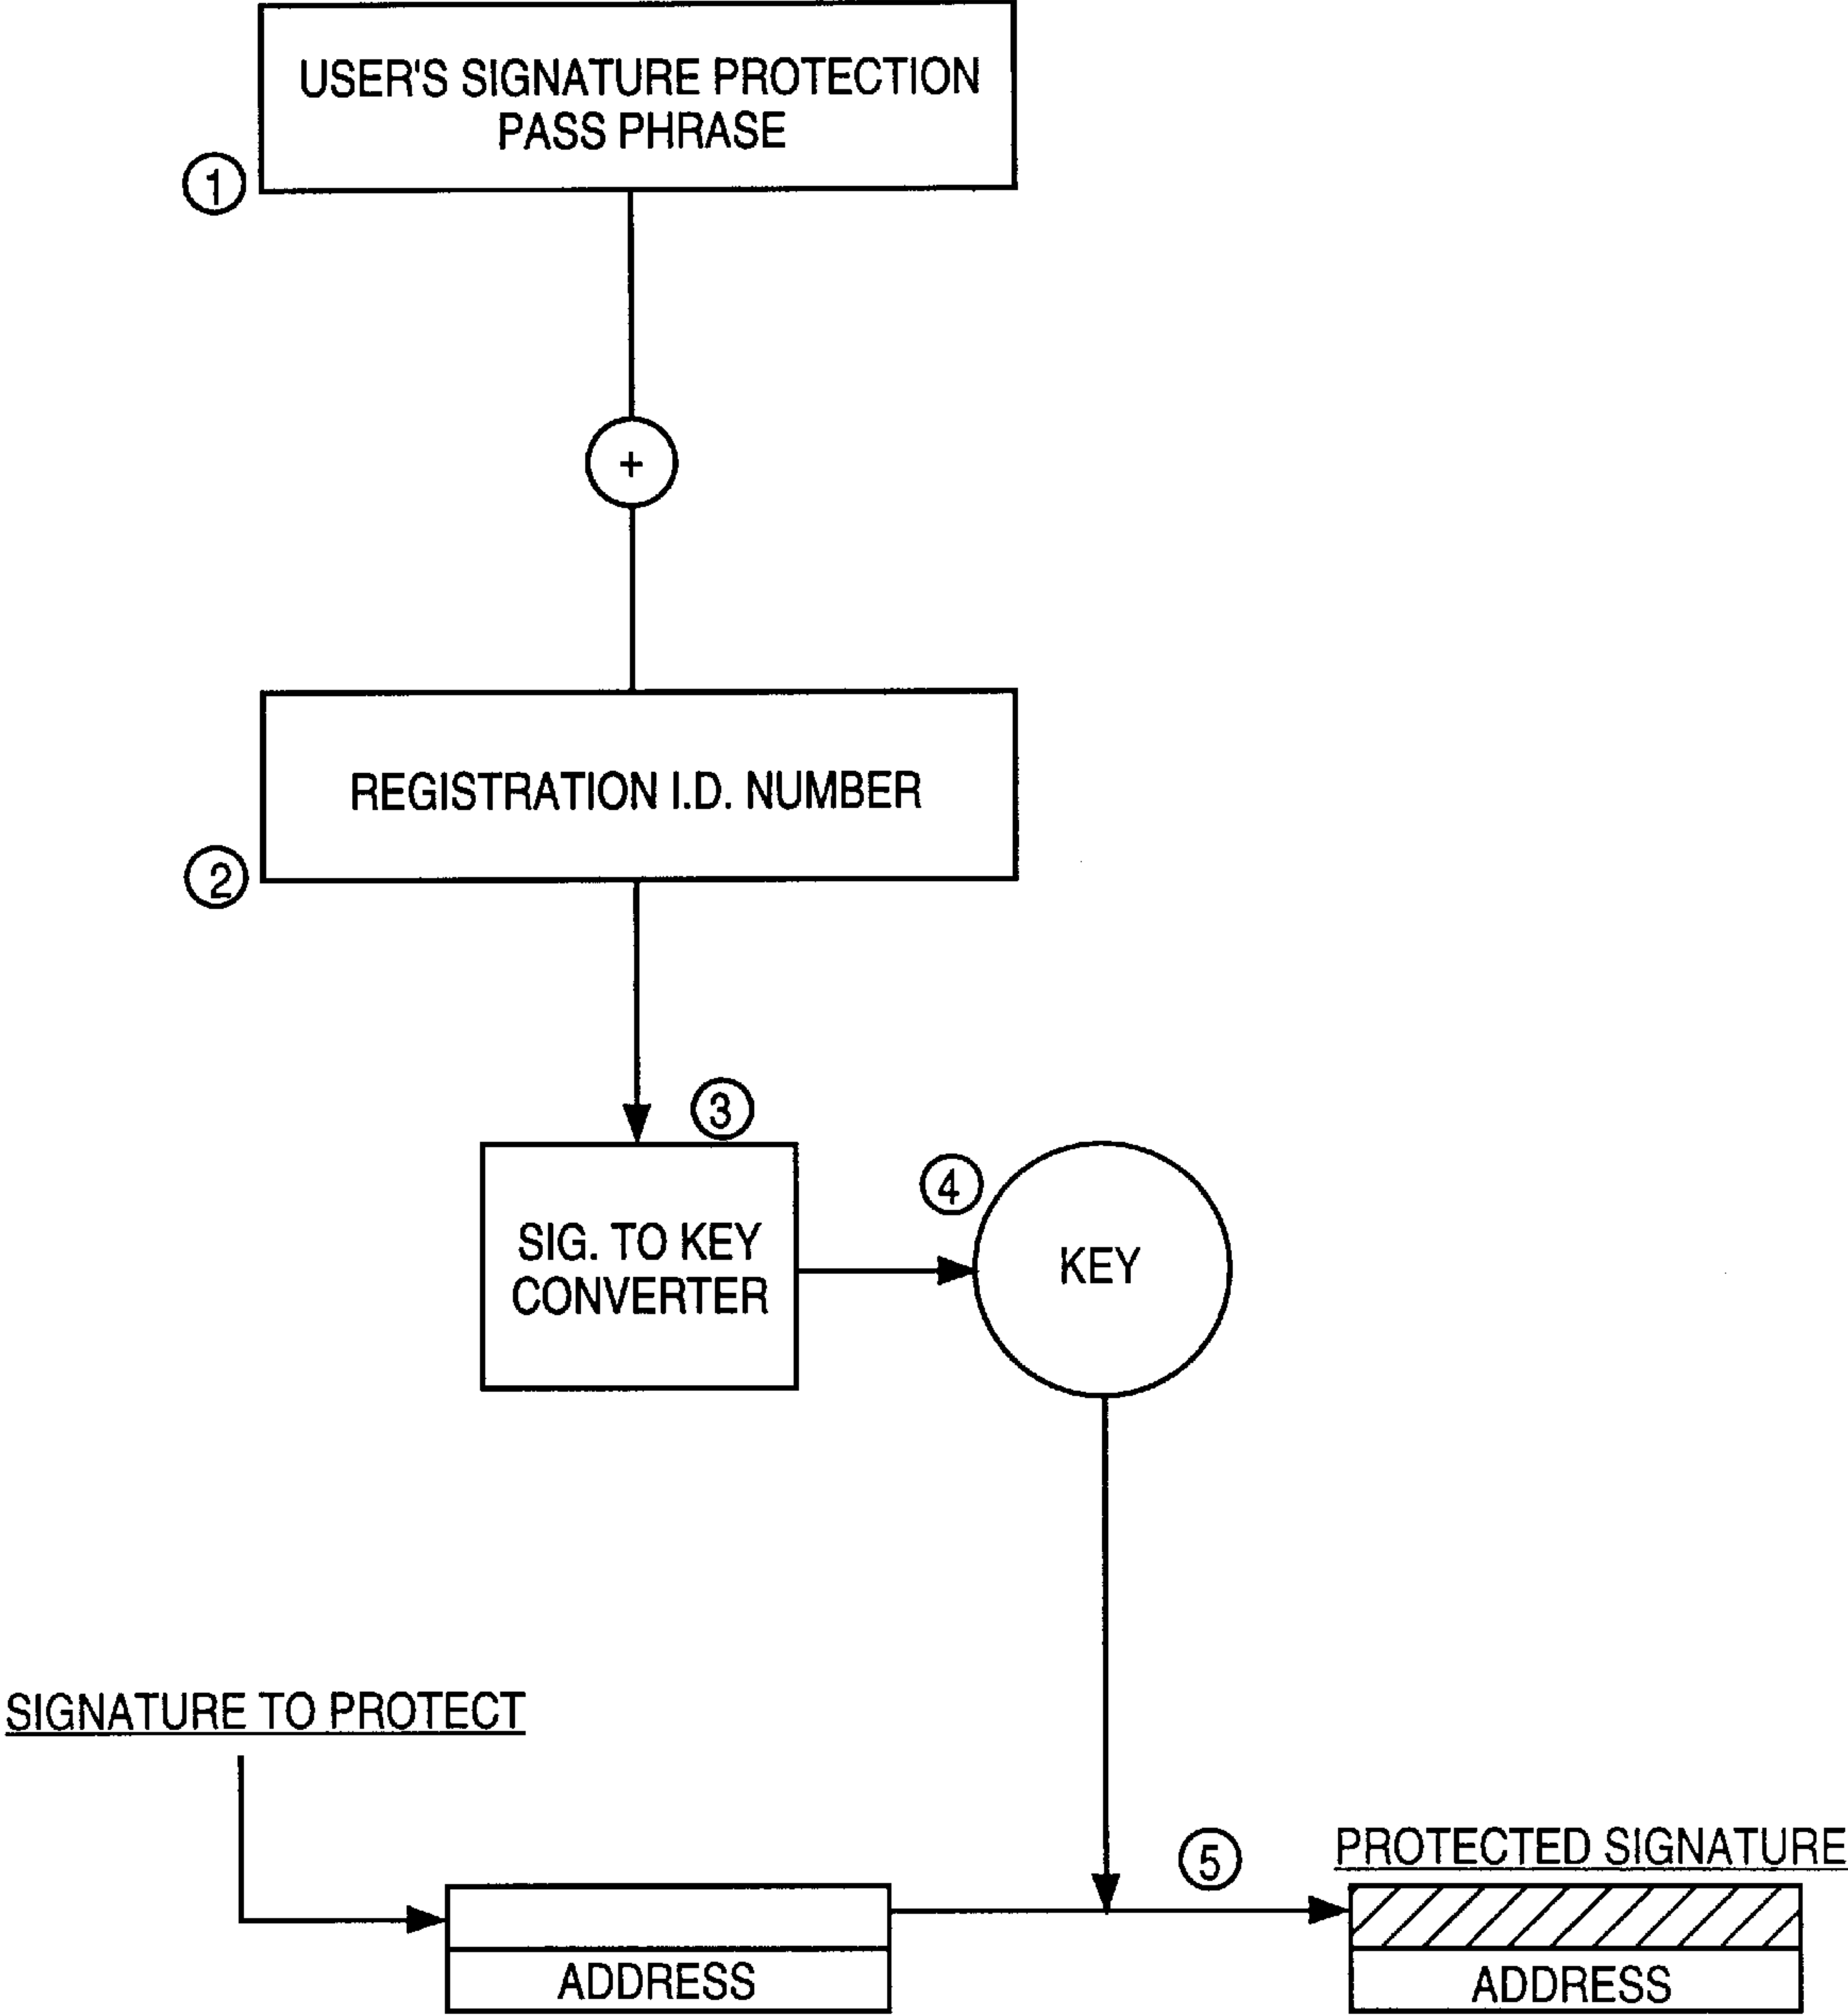 USER'S SIGNATURE PROTECTION
PASS PHRASE
1
+
REGISTRATION I.D. NUMBER
2
3
SIG. TO KEY
CONVERTER
4
KEY
SIGNATURE TO PROTECT
ADDRESS
5
PROTECTED SIGNATURE
ADDRESS